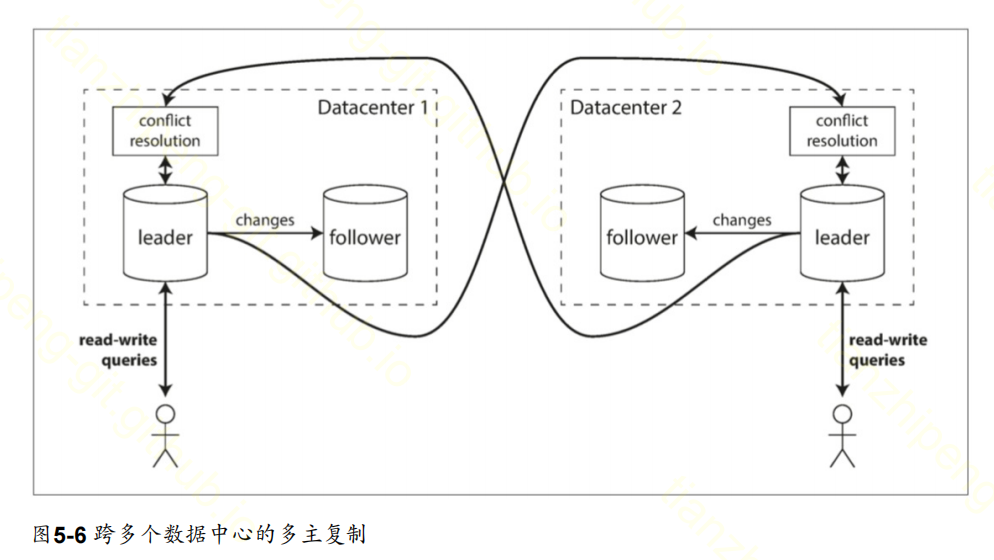 Datacenter 1
conflict
resolution
leader
changes
follower
read-write
queries
Datacenter 2
conflict
resolution
follower
changes
leader
read-write
queries
图5-6 跨多个数据中心的多主复制